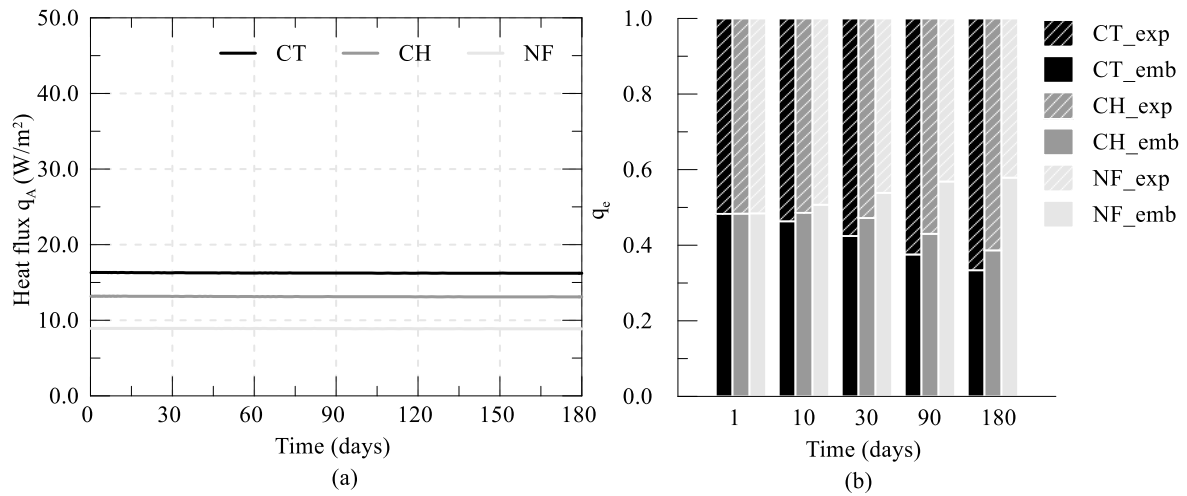 50.0
40.0
30.0
20.0
10.0
0.0
Heat flux q_A (W/m²)
CT CH NF
0 30 60 90 120 150 180
Time (days)
(a)
1.0
0.8
0.6
0.4
0.2
0.0
q_e
1 10 30 90 180
Time (days)
(b)
CT_exp
CT_emb
CH_exp
CH_emb
NF_exp
NF_emb